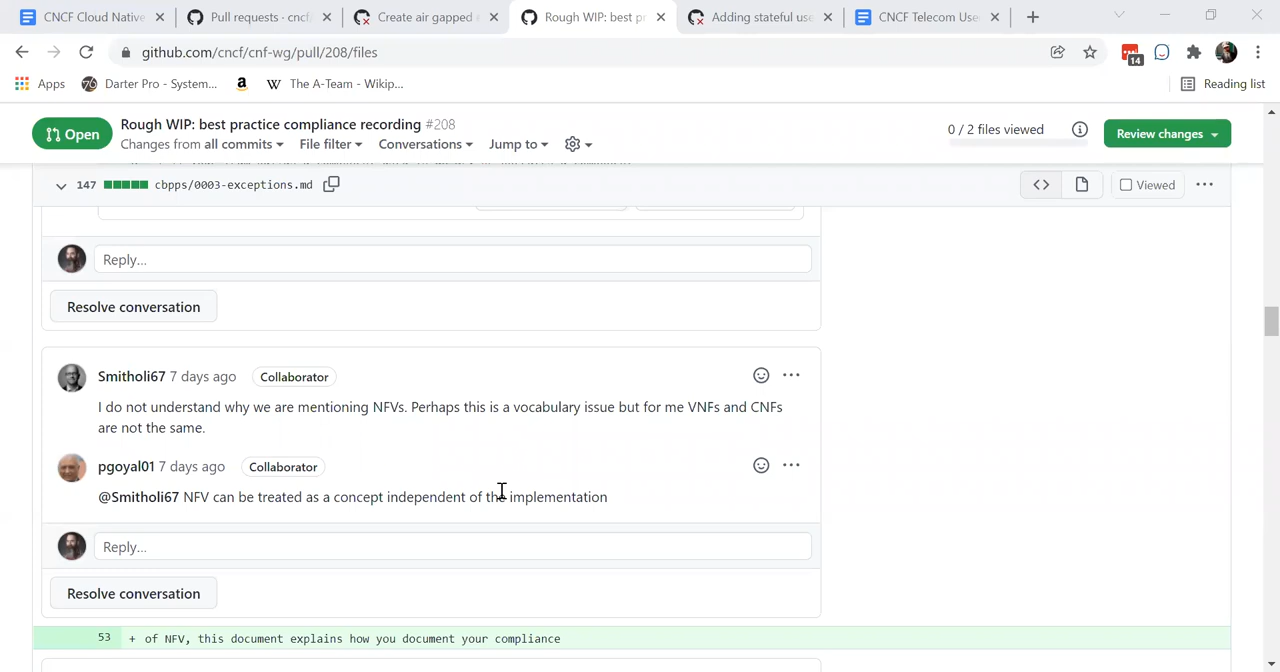 CNCF Cloud Native
Pull requests · cncf/
Create air gapped
Rough WIP: best pr
Adding stateful use
CNCF Telecom Use
github.com/cncf/cnf-wg/pull/208/files
14
Apps
Darter Pro - System...
a
W The A-Team - Wikip...
Reading list
Open
Rough WIP: best practice compliance recording #208
Changes from all commits
File filter
Conversations
Jump to
0 / 2 files viewed
Review changes
147
cbpps/0003-exceptions.md
Viewed
Reply...
Resolve conversation
Smitholi67 7 days ago
Collaborator
I do not understand why we are mentioning NFVs. Perhaps this is a vocabulary issue but for me VNFs and CNFs
are not the same.
pgoyal01 7 days ago
Collaborator
@Smitholi67 NFV can be treated as a concept independent of the implementation
Reply...
Resolve conversation
53 + of NFV, this document explains how you document your compliance